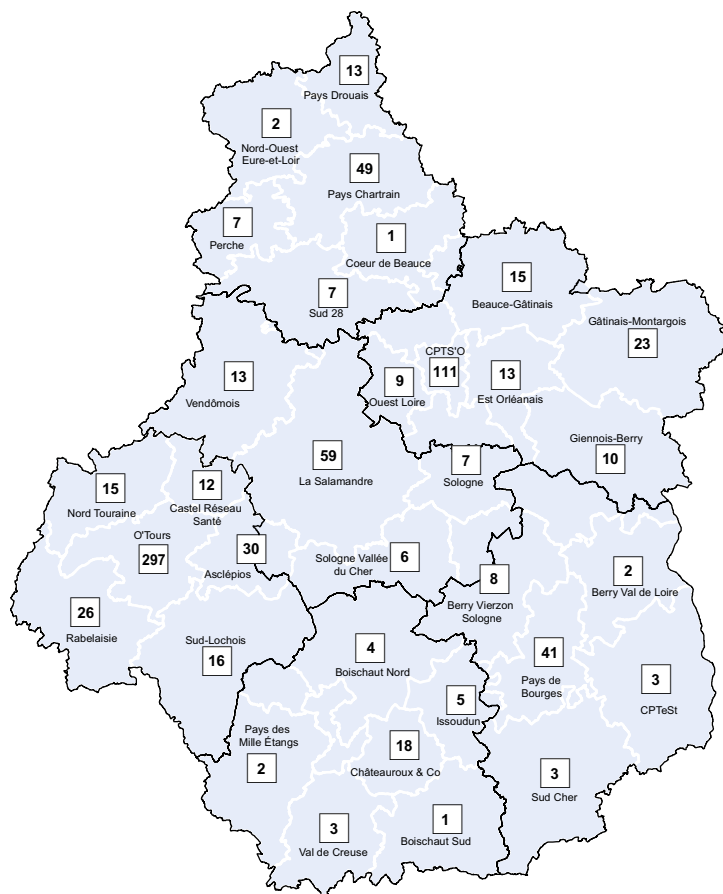 13
Pays Drouais
2
Nord-Ouest
Eure-et-Loir
49
Pays Chartrain
7
Perche
1
Coeur de Beauce
7
Sud 28
15
Beauce-Gâtinais
Gâtinais-Montargois
23
CPTS'O
111
9
Ouest Loire
13
Est Orléanais
13
Vendômois
Giennois-Berry
10
59
La Salamandre
7
Sologne
15
Nord Touraine
12
Castel Réseau
Santé
O'Tours
297
30
Asclépios
Sologne Vallée
du Cher
6
8
Berry Vierzon
Sologne
2
Berry Val de Loire
26
Rabelaisie
Sud-Lochois
16
4
Boischaut Nord
41
Pays de
Bourges
3
CPTeSt
5
Issoudun
Pays des
Mille Étangs
2
18
Châteauroux & Co
3
Sud Cher
3
Val de Creuse
1
Boischaut Sud